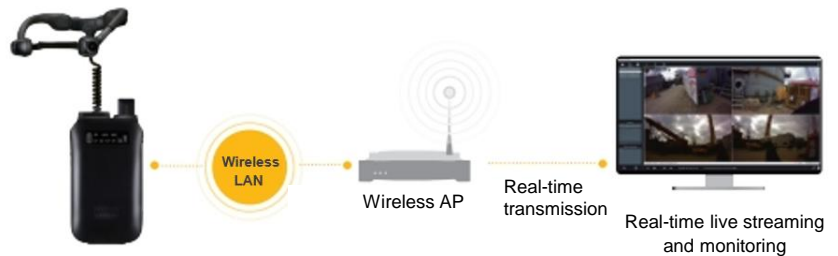 Wireless
LAN
Wireless AP
Real-time
transmission
Real-time live streaming
and monitoring